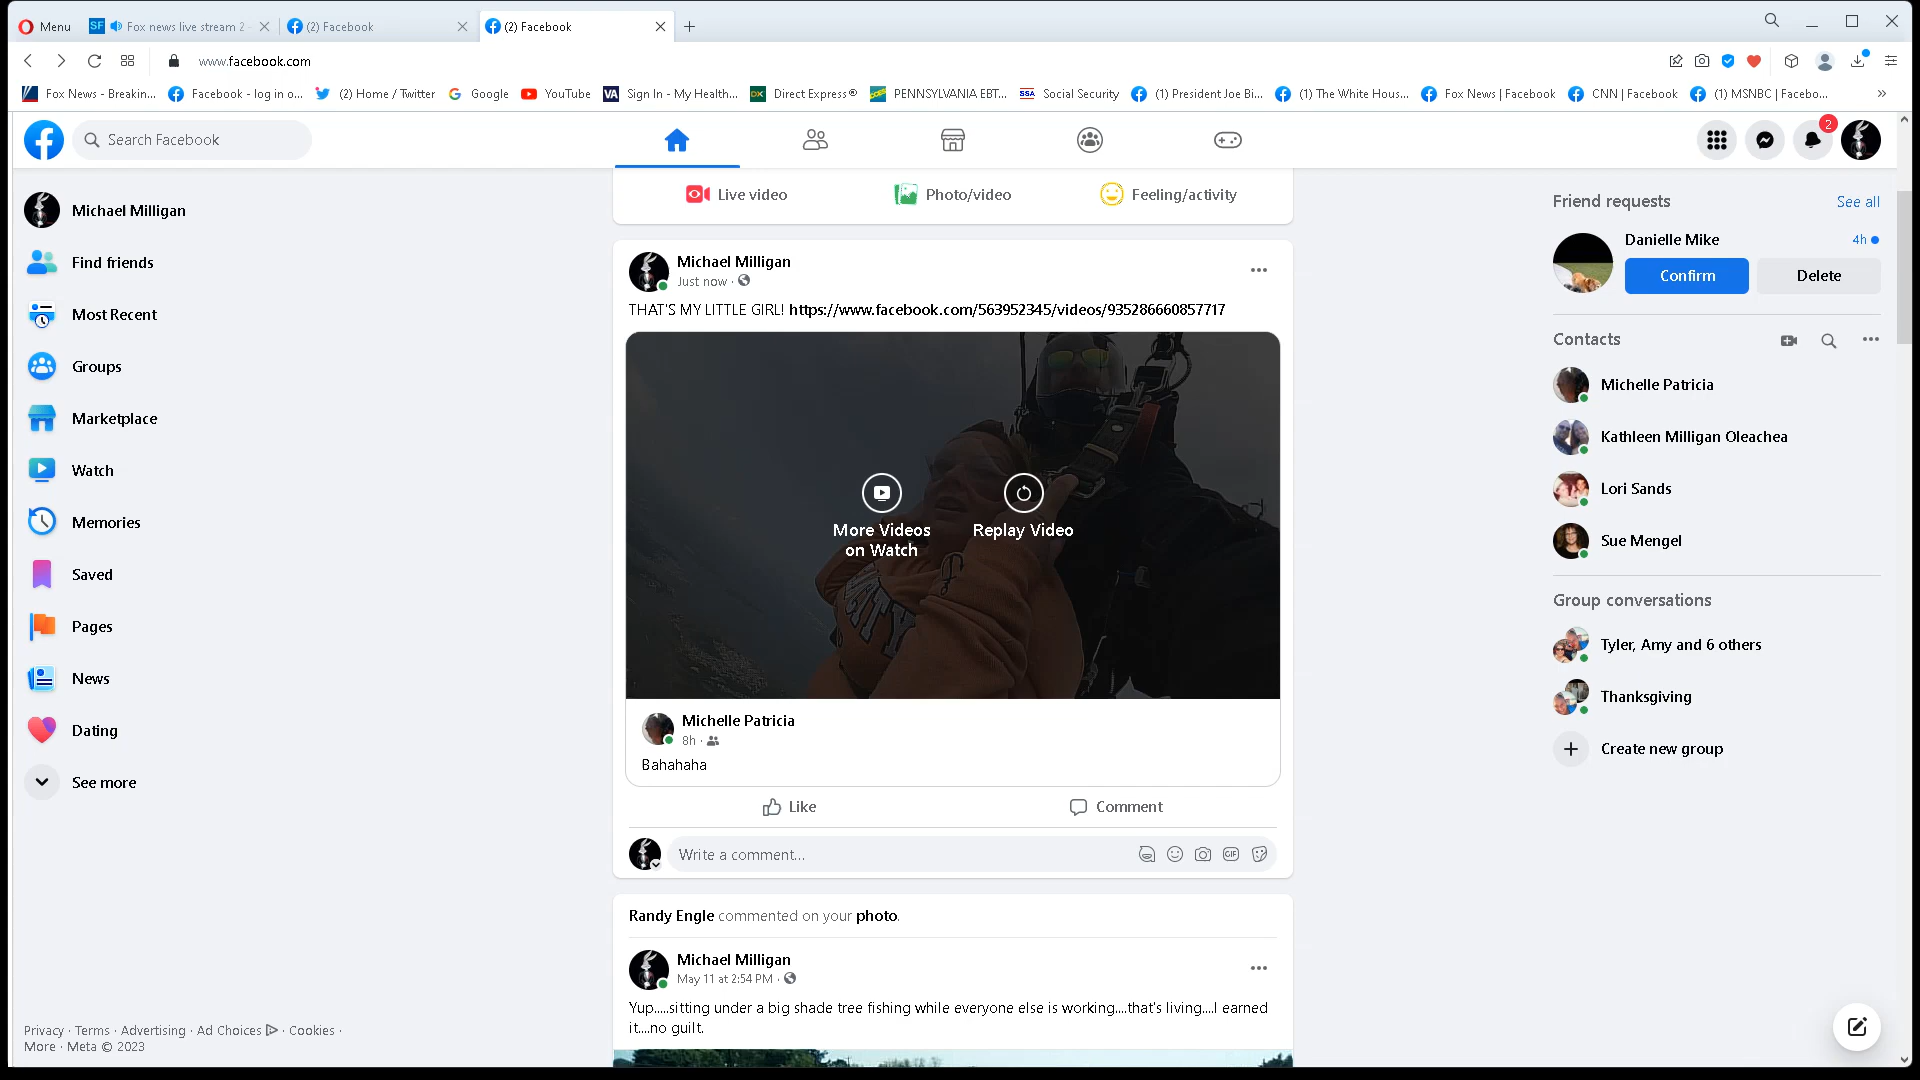 Menu
SF Fox news live stream 2 -
(2) Facebook
(2) Facebook
www.facebook.com
Fox News - Breakin...
Facebook - log in o...
(2) Home / Twitter
Google
YouTube
VA Sign In - My Health...
DX Direct Express®
PENNSYLVANIA EBT...
SSA Social Security
(1) President Joe Bi...
(1) The White Hous...
Fox News | Facebook
CNN | Facebook
(1) MSNBC | Facebo...
Search Facebook
2
Michael Milligan
Find friends
Most Recent
Groups
Marketplace
Watch
Memories
Saved
Pages
News
Dating
See more
Privacy · Terms · Advertising · Ad Choices · Cookies ·
More · Meta © 2023
Live video
Photo/video
Feeling/activity
Michael Milligan
Just now ·
THAT'S MY LITTLE GIRL! https://www.facebook.com/563952345/videos/935286660857717
More Videos
on Watch
Replay Video
Michelle Patricia
8h ·
Bahahaha
Like
Comment
Write a comment...
GIF
Randy Engle commented on your photo.
Michael Milligan
May 11 at 2:54 PM ·
Yup.....sitting under a big shade tree fishing while everyone else is working....that's living....I earned
it....no guilt.
Friend requests
See all
Danielle Mike
4h
Confirm
Delete
Contacts
Michelle Patricia
Kathleen Milligan Oleachea
Lori Sands
Sue Mengel
Group conversations
Tyler, Amy and 6 others
Thanksgiving
Create new group